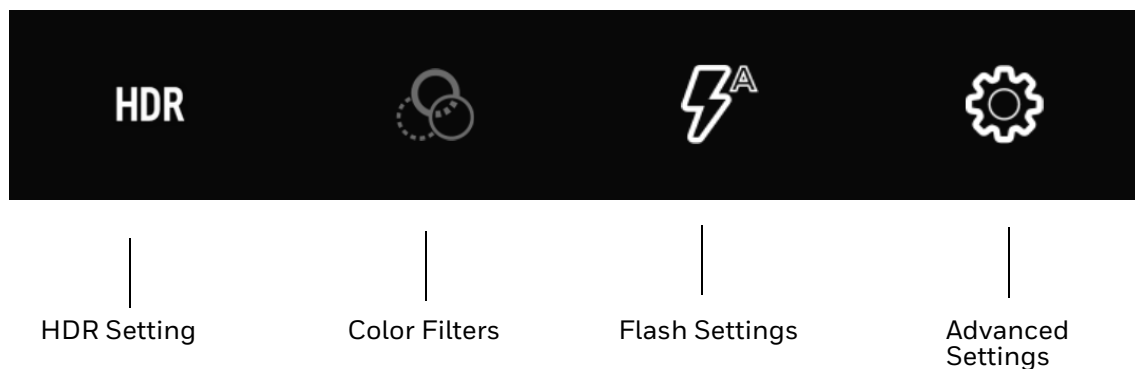 HDR
A
HDR Setting
Color Filters
Flash Settings
Advanced
Settings